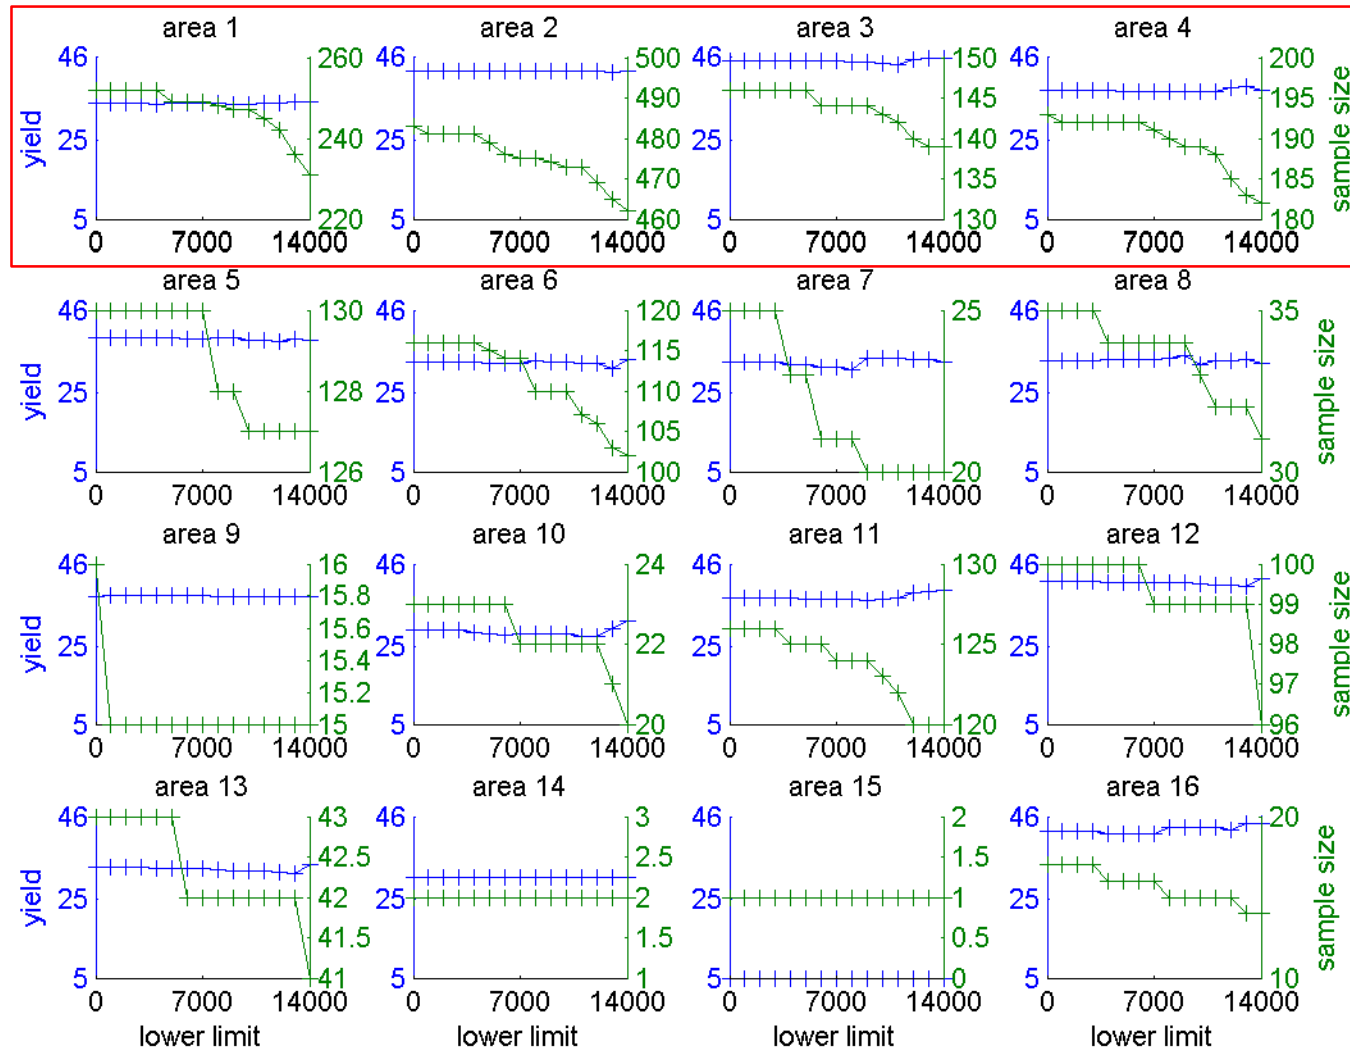 area 1 area 2 area 3 area 4
46 260 46 500 46 150 46 200
490 145 195
yield 25 240 25 480 25 140 25 190 sample size
470 135 185
5 220 5 460 5 130 5 180
0 7000 14000 0 7000 14000 0 7000 14000 0 7000 14000
area 5 area 6 area 7 area 8
46 130 46 120 46 25 46 35
115
yield 25 128 25 110 25 25 sample size
105
5 126 5 100 5 20 5 30
0 7000 14000 0 7000 14000 0 7000 14000 0 7000 14000
area 9 area 10 area 11 area 12
46 16 46 24 46 130 46 100
15.8 99
yield 25 15.6 25 22 25 125 25 98 sample size
15.4
15.2 97
5 15 5 20 5 120 5 96
0 7000 14000 0 7000 14000 0 7000 14000 0 7000 14000
area 13 area 14 area 15 area 16
46 43 46 3 46 2 46 20
42.5 2.5 1.5
yield 25 42 25 2 25 1 25 sample size
41.5 1.5 0.5
5 41 5 1 5 0 5 10
0 7000 14000 0 7000 14000 0 7000 14000 0 7000 14000
lower limit lower limit lower limit lower limit